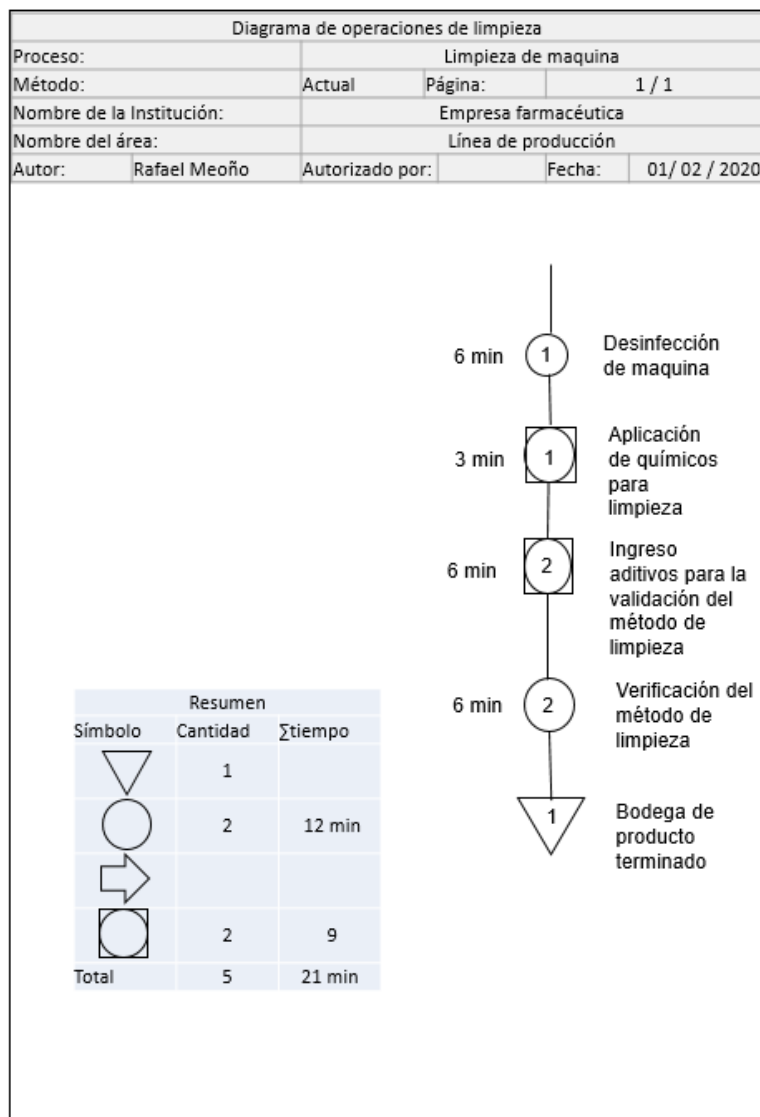 Diagrama de operaciones de limpieza
Proceso: Limpieza de maquina
Método: Actual Página: 1 / 1
Nombre de la Institución: Empresa farmacéutica
Nombre del área: Línea de producción
Autor: Rafael Meoño Autorizado por: Fecha: 01/ 02 / 2020
6 min 1 Desinfección
de maquina
3 min 1 Aplicación
de químicos
para
limpieza
6 min 2 Ingreso
aditivos para la
validación del
método de
limpieza
6 min 2 Verificación del
método de
limpieza
1 Bodega de
producto
terminado
Resumen
Símbolo Cantidad ∑tiempo
1
2 12 min
2 9
Total 5 21 min